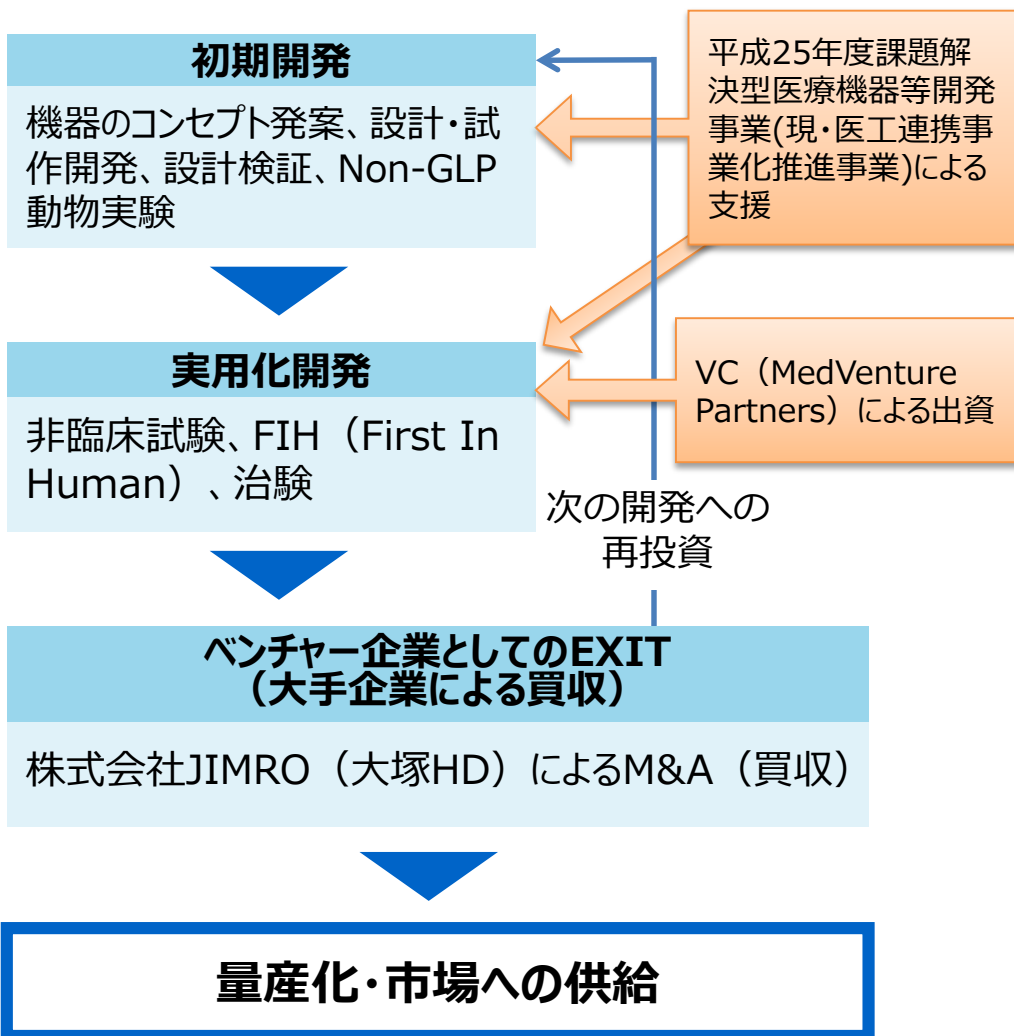 初期開発
機器のコンセプト発案、設計・試
作開発、設計検証、Non-GLP
動物実験
平成25年度課題解
決型医療機器等開発
事業(現・医工連携事
業化推進事業)による
支援
実用化開発
非臨床試験、FIH（First In
Human）、治験
VC（MedVenture
Partners）による出資
次の開発への
再投資
ベンチャー企業としてのEXIT
（大手企業による買収）
株式会社JIMRO（大塚HD）によるM&A（買収）
量産化・市場への供給